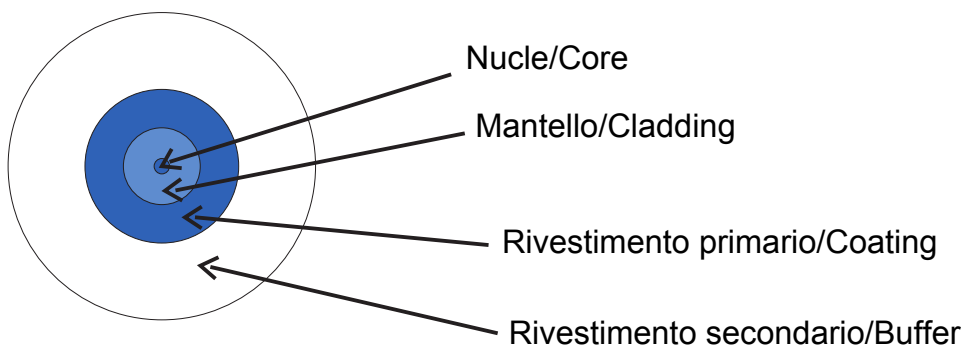 Nucle/Core
Mantello/Cladding
Rivestimento primario/Coating
Rivestimento secondario/Buffer